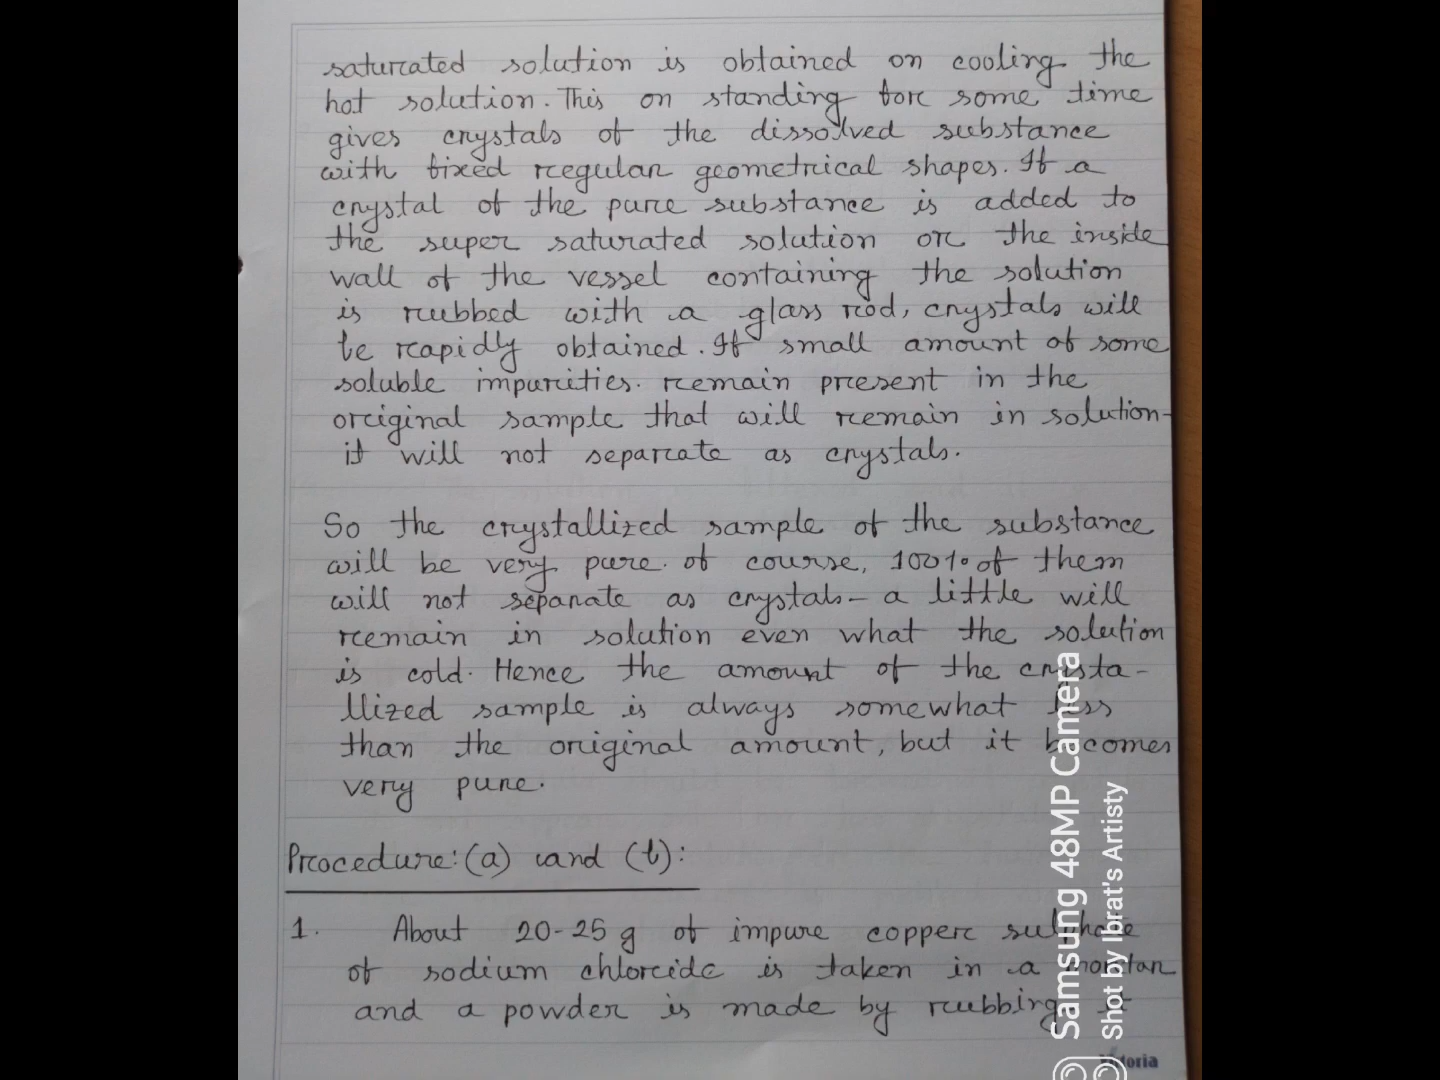 saturated solution is obtained on cooling the
hot solution. This on standing for some time
gives crystals of the dissolved substance
with fixed regular geometrical shapes. If a
crystal of the pure substance is added to
the super saturated solution or the inside
wall of the vessel containing the solution
is rubbed with a glass rod, crystals will
be rapidly obtained. If small amount of some
soluble impurities. remain present in the
original sample that will remain in solution-
it will not separate as crystals.
So the crystallized sample of the substance
will be very pure. of course, 100% of them
will not separate as crystals- a little will
remain in solution even what the solution
is cold. Hence the amount of the crysta-
llized sample is always somewhat less
than the original amount, but it becomes
very pure.
Procedure: (a) and (b):
1. About 20-25 g of impure copper sulphate
of sodium chloride is taken in a mortar
and a powder is made by rubbing it
Samsung 48MP Camera
Shot by Ibrat's Artisty